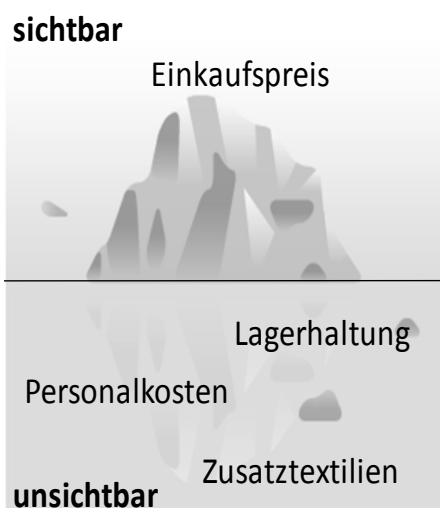 sichtbar
Einkaufspreis
Lagerhaltung
Personalkosten
Zusatztextilien
unsichtbar